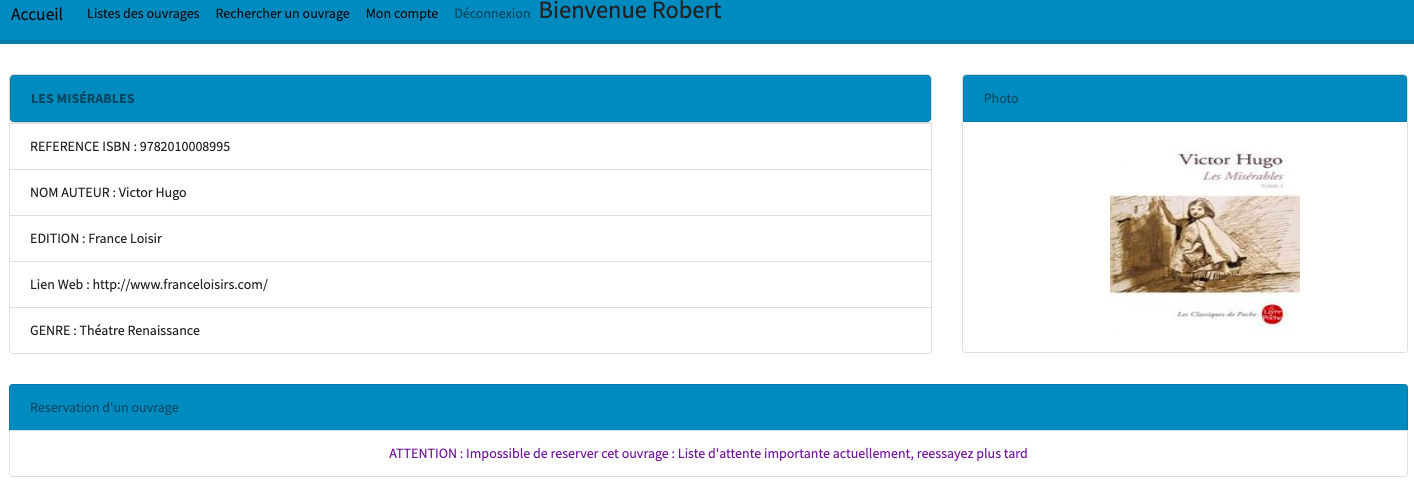 Accueil Listes des ouvrages Rechercher un ouvrage Mon compte Déconnexion Bienvenue Robert
LES MISÉRABLES
REFERENCE ISBN : 9782010008995
NOM AUTEUR : Victor Hugo
EDITION : France Loisir
Lien Web : http://www.franceloisirs.com/
GENRE : Théatre Renaissance
Photo
Victor Hugo
Les Misérables
TOME I
Les Classiques de Poche
Le Livre de Poche
Reservation d'un ouvrage
ATTENTION : Impossible de reserver cet ouvrage : Liste d'attente importante actuellement, reessayez plus tard